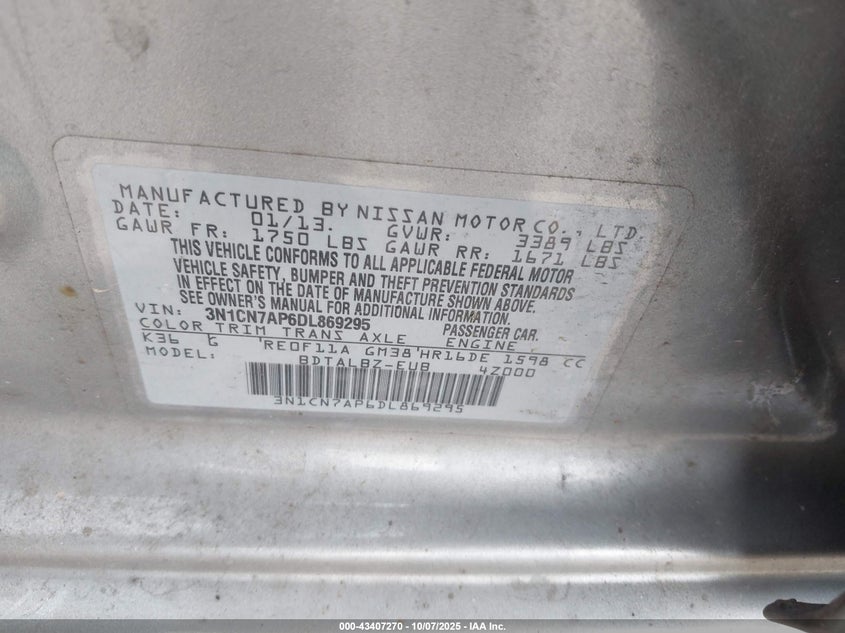 MANUFACTURED BY NISSAN MOTOR CO., LTD
DATE: 01/13. GVWR: 3389 LBS
GAWR FR: 1750 LBS GAWR RR: 1671 LBS
THIS VEHICLE CONFORMS TO ALL APPLICABLE FEDERAL MOTOR
VEHICLE SAFETY, BUMPER AND THEFT PREVENTION STANDARDS
IN EFFECT ON THE DATE OF MANUFACTURE SHOWN ABOVE.
SEE OWNER'S MANUAL FOR ADDITIONAL INFORMATION.
VIN: 3N1CN7AP6DL869295 PASSENGER CAR.
COLOR TRIM TRANS AXLE ENGINE
K36 G RE0F11A GM38 HR16DE 1598 CC
MODEL: BDTALBZ-EUB 4Z000
3N1CN7AP6DL869295
000-43407270 - 10/07/2025 - IAA Inc.